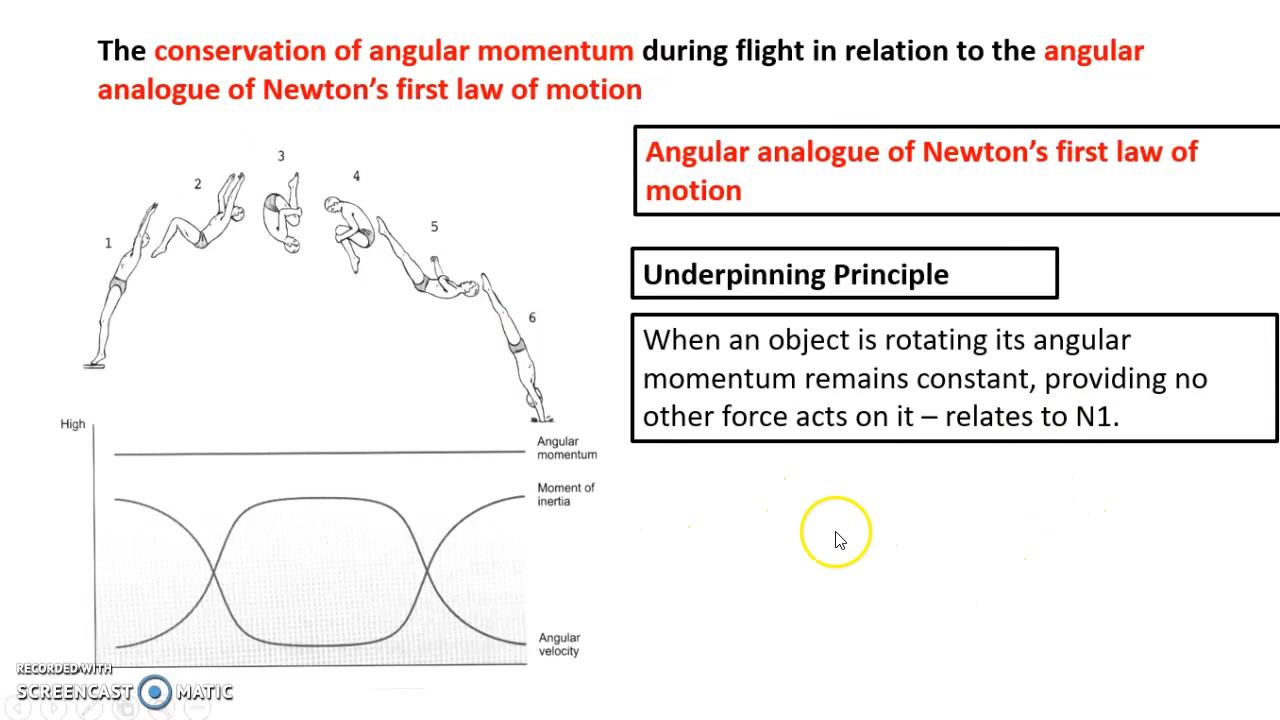 The conservation of angular momentum during flight in relation to the angular
analogue of Newton's first law of motion
Angular analogue of Newton's first law of
motion
Underpinning Principle
When an object is rotating its angular
momentum remains constant, providing no
other force acts on it – relates to N1.
1
2
3
4
5
6
High
Angular
momentum
Moment of
inertia
Angular
velocity
RECORDED WITH
SCREENCAST MATIC